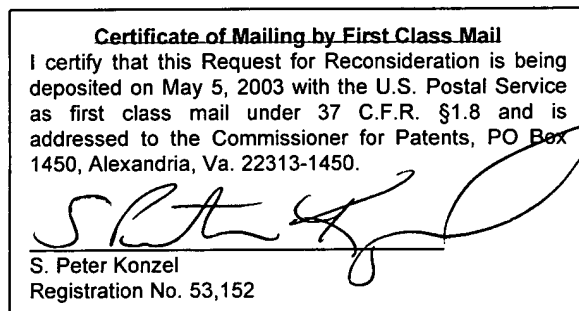 Certificate of Mailing by First Class Mail
I certify that this Request for Reconsideration is being
deposited on May 5, 2003 with the U.S. Postal Service
as first class mail under 37 C.F.R. §1.8 and is
addressed to the Commissioner for Patents, PO Box
1450, Alexandria, Va. 22313-1450.
S. Peter Konzel
Registration No. 53,152